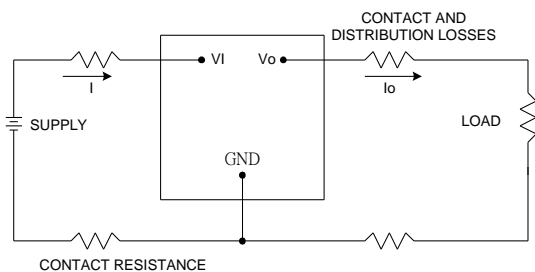 CONTACT AND
DISTRIBUTION LOSSES
VI
Vo
I
Io
SUPPLY
LOAD
GND
CONTACT RESISTANCE